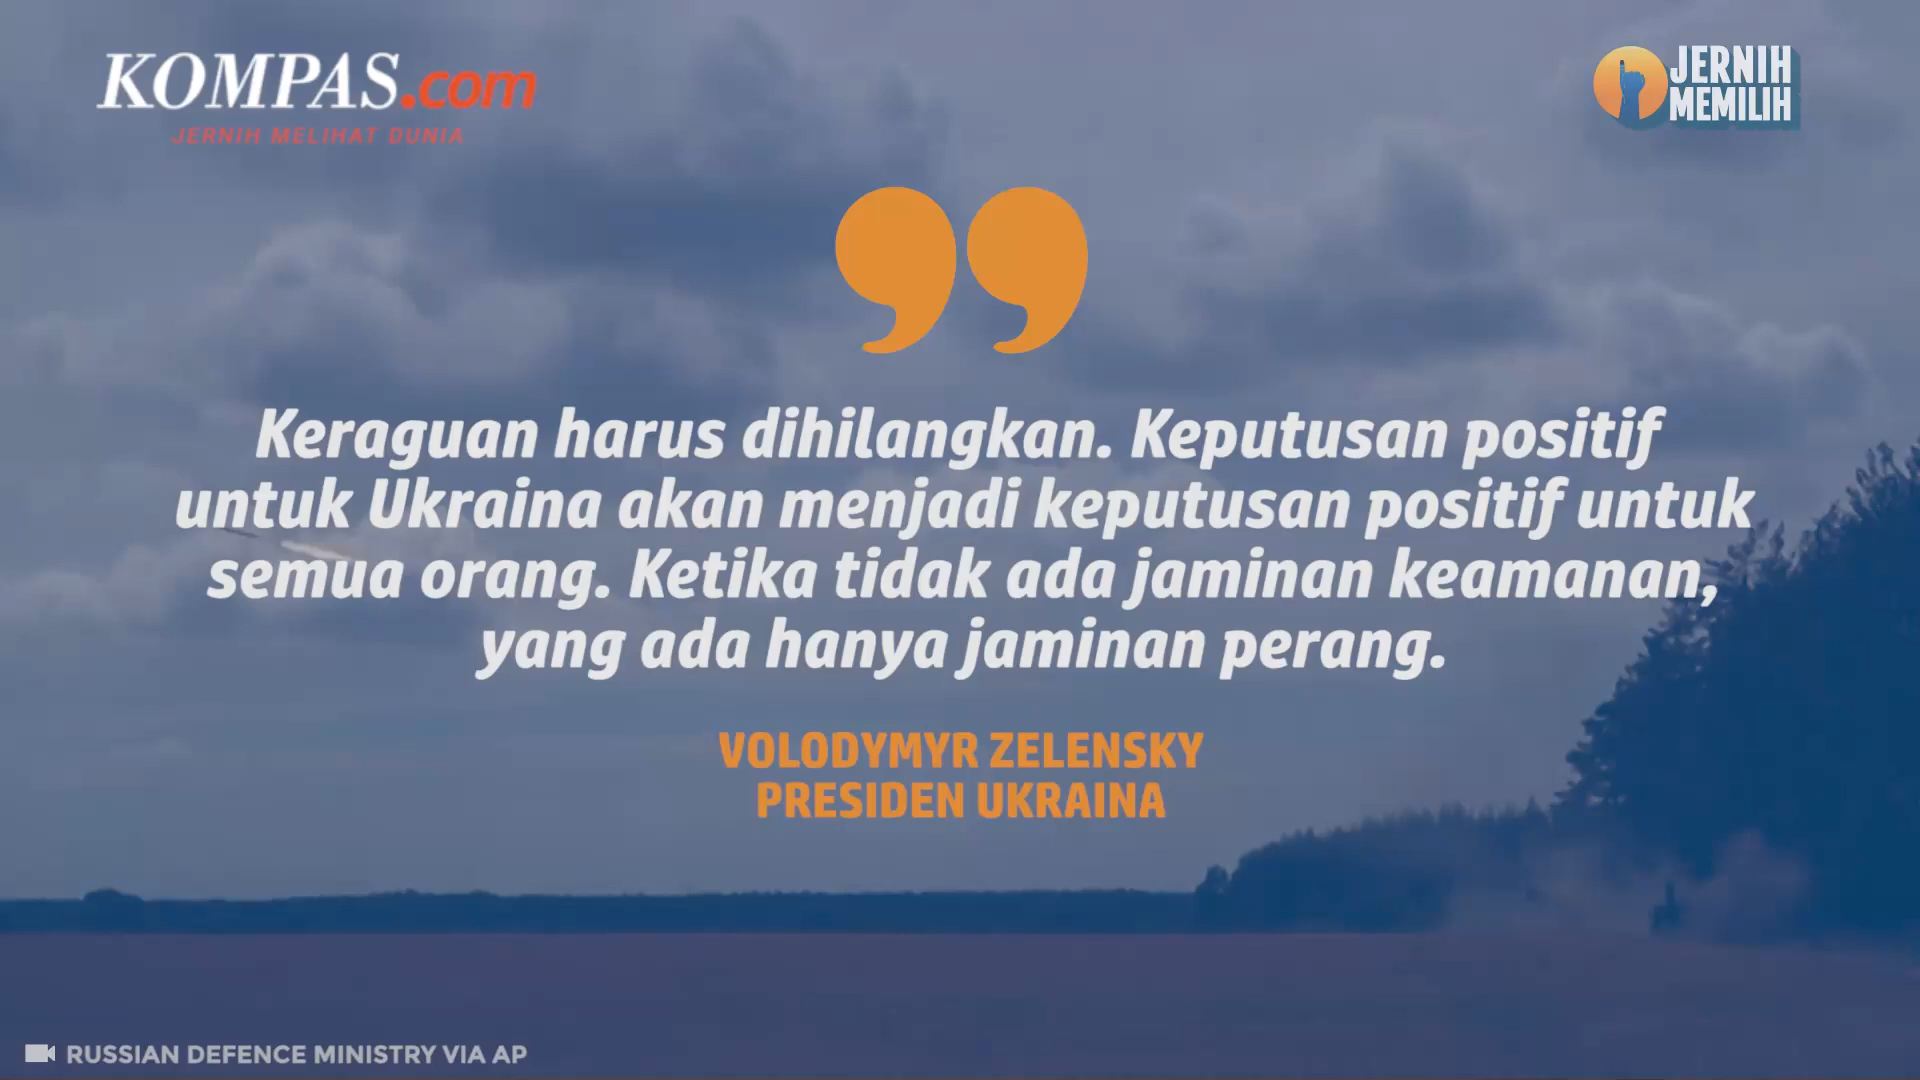 KOMPAS.com
JERNIH MELIHAT DUNIA
JERNIH
MEMILIH
Keraguan harus dihilangkan. Keputusan positif
untuk Ukraina akan menjadi keputusan positif untuk
semua orang. Ketika tidak ada jaminan keamanan,
yang ada hanya jaminan perang.
VOLODYMYR ZELENSKY
PRESIDEN UKRAINA
RUSSIAN DEFENCE MINISTRY VIA AP